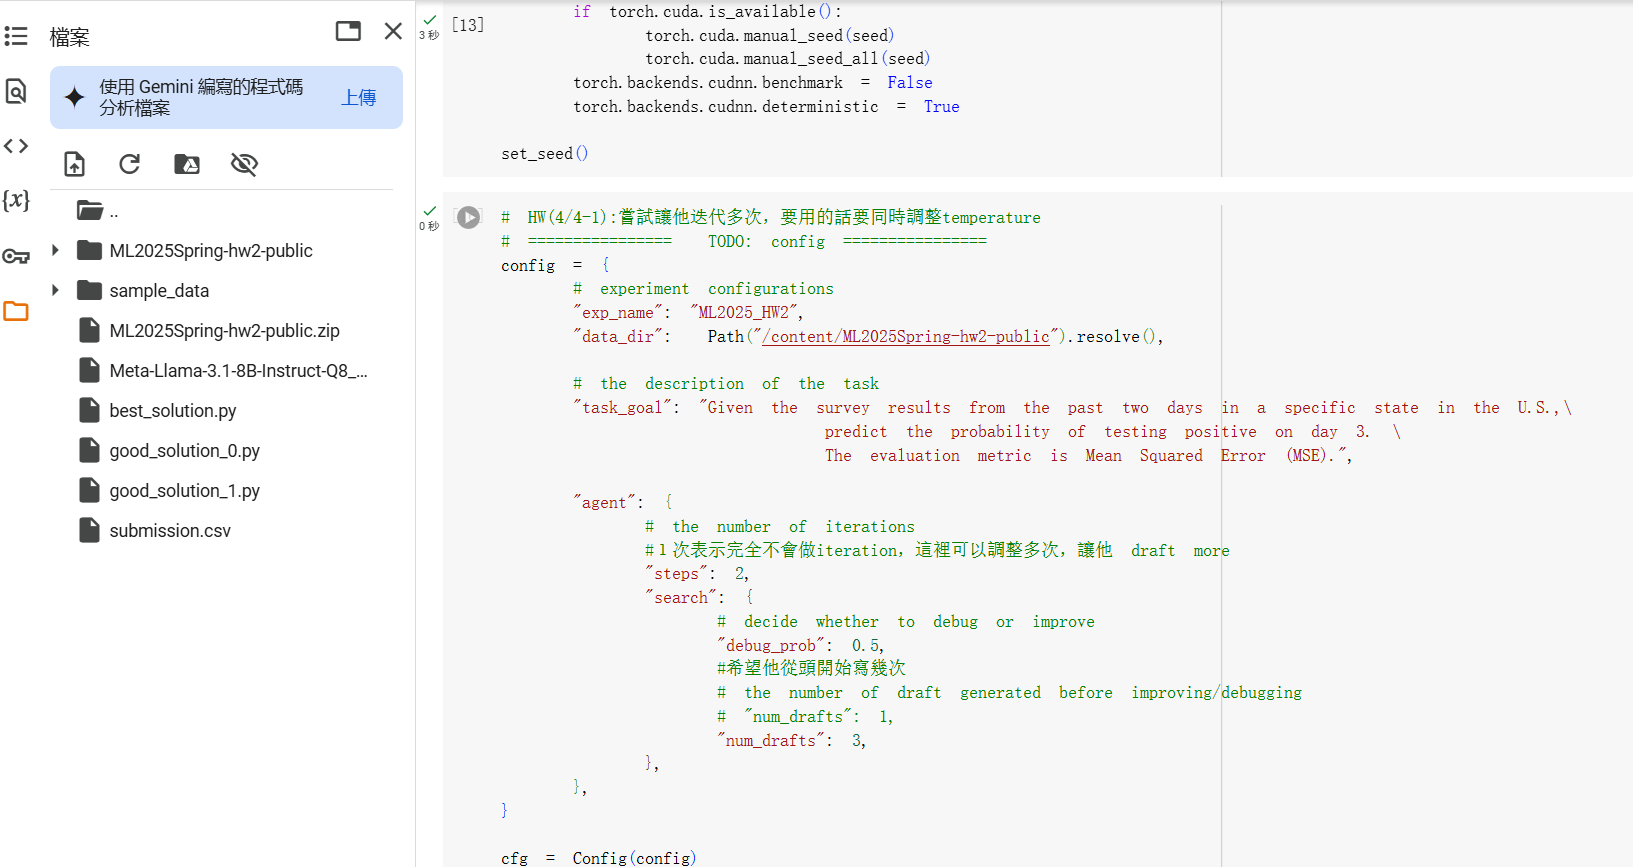 檔案
使用 Gemini 編寫的程式碼
分析檔案
上傳
{x}
..
ML2025Spring-hw2-public
sample_data
ML2025Spring-hw2-public.zip
Meta-Llama-3.1-8B-Instruct-Q8_...
best_solution.py
good_solution_0.py
good_solution_1.py
submission.csv
3 秒
[13]
if torch.cuda.is_available():
torch.cuda.manual_seed(seed)
torch.cuda.manual_seed_all(seed)
torch.backends.cudnn.benchmark = False
torch.backends.cudnn.deterministic = True
set_seed()
0 秒
# HW(4/4-1):嘗試讓他迭代多次，要用的話要同時調整temperature
# ================ TODO: config ================
config = {
# experiment configurations
"exp_name": "ML2025_HW2",
"data_dir": Path("/content/ML2025Spring-hw2-public").resolve(),
# the description of the task
"task_goal": "Given the survey results from the past two days in a specific state in the U.S.,\
predict the probability of testing positive on day 3. \
The evaluation metric is Mean Squared Error (MSE).",
"agent": {
# the number of iterations
#1次表示完全不會做iteration，這裡可以調整多次，讓他 draft more
"steps": 2,
"search": {
# decide whether to debug or improve
"debug_prob": 0.5,
#希望他從頭開始寫幾次
# the number of draft generated before improving/debugging
# "num_drafts": 1,
"num_drafts": 3,
},
},
}
cfg = Config(config)